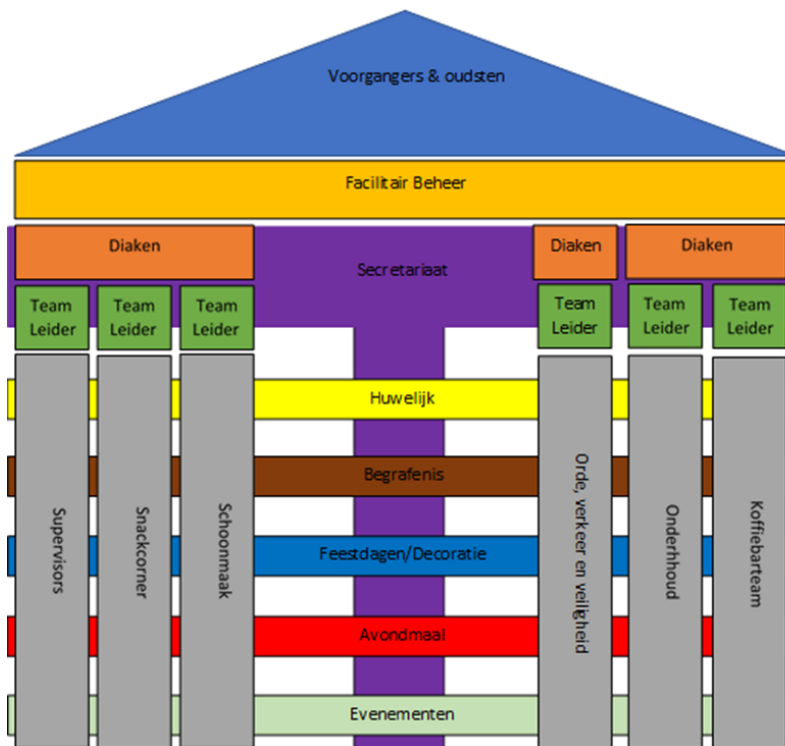 Voorgangers & oudsten
Facilitair Beheer
Diaken
Secretariaat
Diaken
Diaken
Team
Leider
Team
Leider
Team
Leider
Team
Leider
Team
Leider
Team
Leider
Huwelijk
Begrafenis
Feestdagen/Decoratie
Avondmaal
Evenementen
Supervisors
Snackcorner
Schoonmaak
Orde, verkeer en veiligheid
Onderhhoud
Koffiebarteam